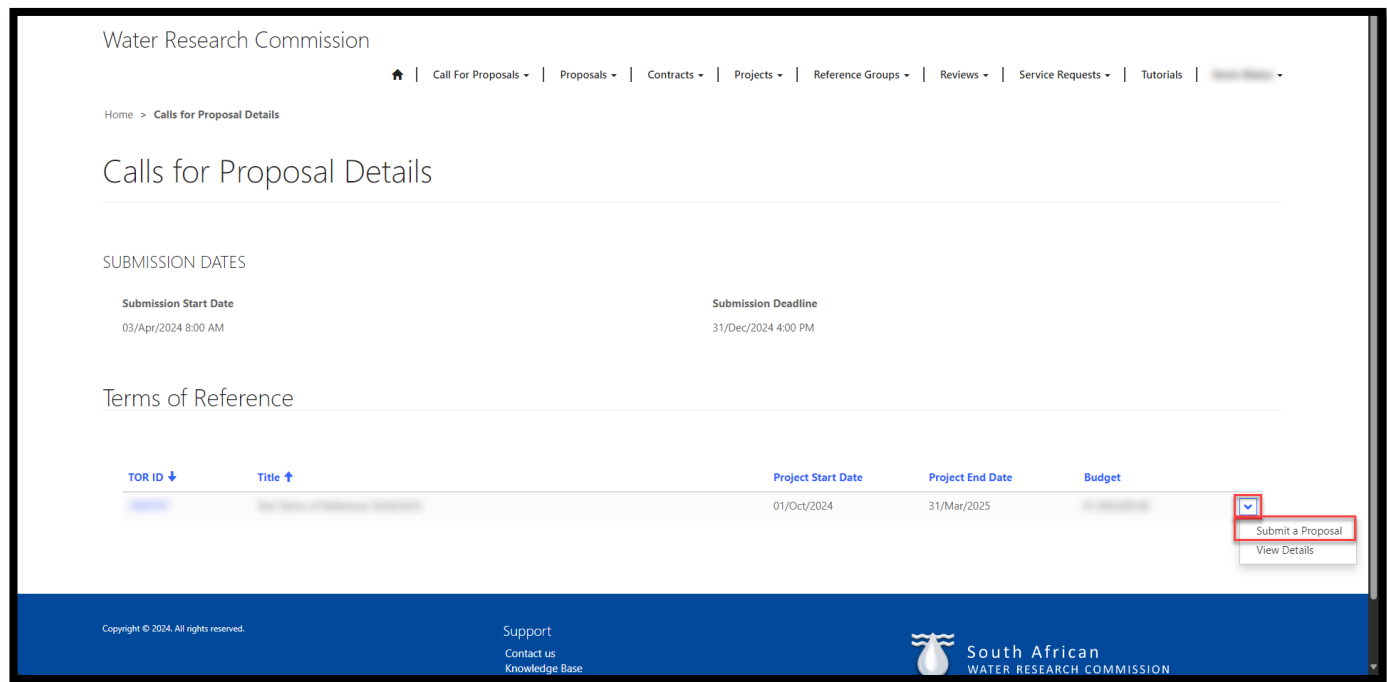 Water Research Commission
Call For Proposals | Proposals | Contracts | Projects | Reference Groups | Reviews | Service Requests | Tutorials |
Home > Calls for Proposal Details
Calls for Proposal Details
SUBMISSION DATES
Submission Start Date Submission Deadline
03/Apr/2024 8:00 AM 31/Dec/2024 4:00 PM
Terms of Reference
TOR ID Title Project Start Date Project End Date Budget
01/Oct/2024 31/Mar/2025
Submit a Proposal
View Details
Copyright © 2024. All rights reserved.
Support
Contact us
Knowledge Base
South African
WATER RESEARCH COMMISSION